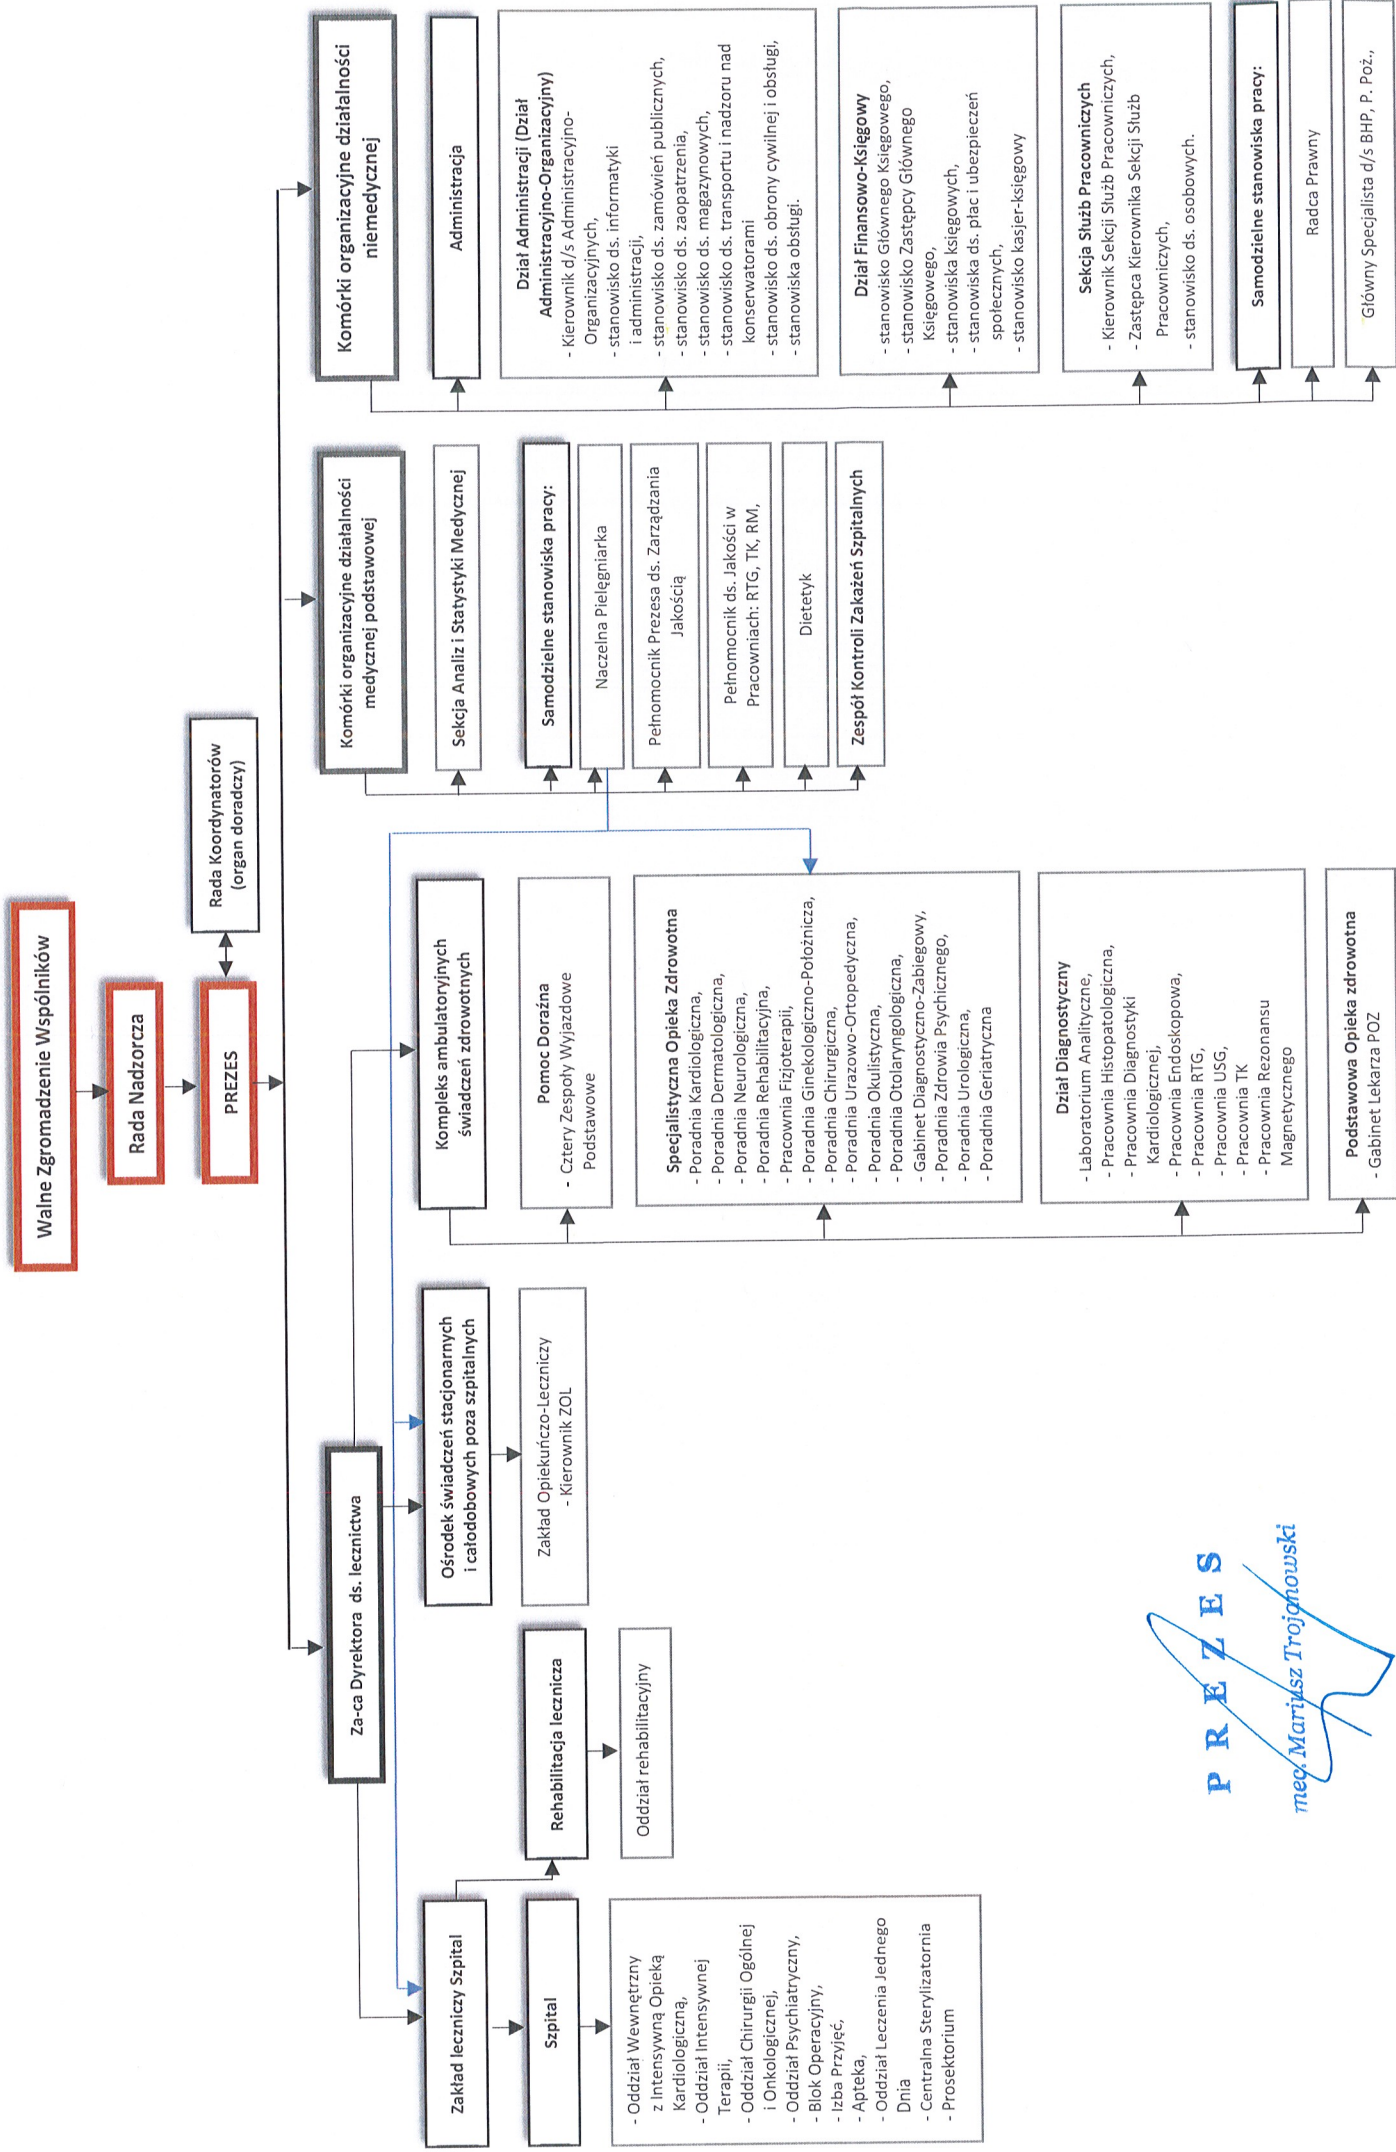 Walne Zgromadzenie Wspólników
Rada Nadzorcza
PREZES
Rada Koordynatorów
(organ doradczy)
Za-ca Dyrektora ds. lecznictwa
Komórki organizacyjne działalności
medycznej podstawowej
Komórki organizacyjne działalności
niemedycznej
Zakład leczniczy Szpital
Szpital
- Oddział Wewnętrzny
z Intensywną Opieką
Kardiologiczną,
- Oddział Intensywnej
Terapii,
- Oddział Chirurgii Ogólnej
i Onkologicznej,
- Oddział Psychiatryczny,
- Blok Operacyjny,
- Izba Przyjęć,
- Apteka,
- Oddział Leczenia Jednego
Dnia
- Centralna Sterylizatornia
- Prosektorium
Rehabilitacja lecznicza
Oddział rehabilitacyjny
Ośrodek świadczeń stacjonarnych
i całodobowych poza szpitalnych
Zakład Opiekuńczo-Leczniczy
- Kierownik ZOL
Kompleks ambulatoryjnych
świadczeń zdrowotnych
Pomoc Doraźna
- Cztery Zespoły Wyjazdowe
Podstawowe
Specjalistyczna Opieka Zdrowotna
- Poradnia Kardiologiczna,
- Poradnia Dermatologiczna,
- Poradnia Neurologiczna,
- Poradnia Rehabilitacyjna,
- Pracownia Fizjoterapii,
- Poradnia Ginekologiczno-Położnicza,
- Poradnia Chirurgiczna,
- Poradnia Urazowo-Ortopedyczna,
- Poradnia Okulistyczna,
- Poradnia Otolaryngologiczna,
- Gabinet Diagnostyczno-Zabiegowy,
- Poradnia Zdrowia Psychicznego,
- Poradnia Urologiczna,
- Poradnia Geriatryczna
Dział Diagnostyczny
- Laboratorium Analityczne,
- Pracownia Histopatologiczna,
- Pracownia Diagnostyki
Kardiologicznej,
- Pracownia Endoskopowa,
- Pracownia RTG,
- Pracownia USG,
- Pracownia TK
- Pracownia Rezonansu
Magnetycznego
Podstawowa Opieka zdrowotna
- Gabinet Lekarza POZ
Sekcja Analiz i Statystyki Medycznej
Samodzielne stanowiska pracy:
Naczelna Pielęgniarka
Pełnomocnik Prezesa ds. Zarządzania
Jakością
Pełnomocnik ds. Jakości w
Pracowniach: RTG, TK, RM,
Dietetyk
Zespół Kontroli Zakażeń Szpitalnych
Administracja
Dział Administracji (Dział
Administracyjno-Organizacyjny)
- Kierownik d/s Administracyjno-
Organizacyjnych,
- stanowisko ds. informatyki
i administracji,
- stanowisko ds. zamówień publicznych,
- stanowisko ds. zaopatrzenia,
- stanowisko ds. magazynowych,
- stanowisko ds. transportu i nadzoru nad
konserwatorami
- stanowisko ds. obrony cywilnej i obsługi,
- stanowiska obsługi.
Dział Finansowo-Księgowy
- stanowisko Głównego Księgowego,
- stanowisko Zastępcy Głównego
Księgowego,
- stanowiska księgowych,
- stanowiska ds. płac i ubezpieczeń
społecznych,
- stanowisko kasjer-księgowy
Sekcja Służb Pracowniczych
- Kierownik Sekcji Służb Pracowniczych,
- Zastępca Kierownika Sekcji Służb
Pracowniczych,
- stanowisko ds. osobowych.
Samodzielne stanowiska pracy:
Radca Prawny
Główny Specjalista d/s BHP, P. Poż.,
PREZES
mec. Mariusz Trojanowski